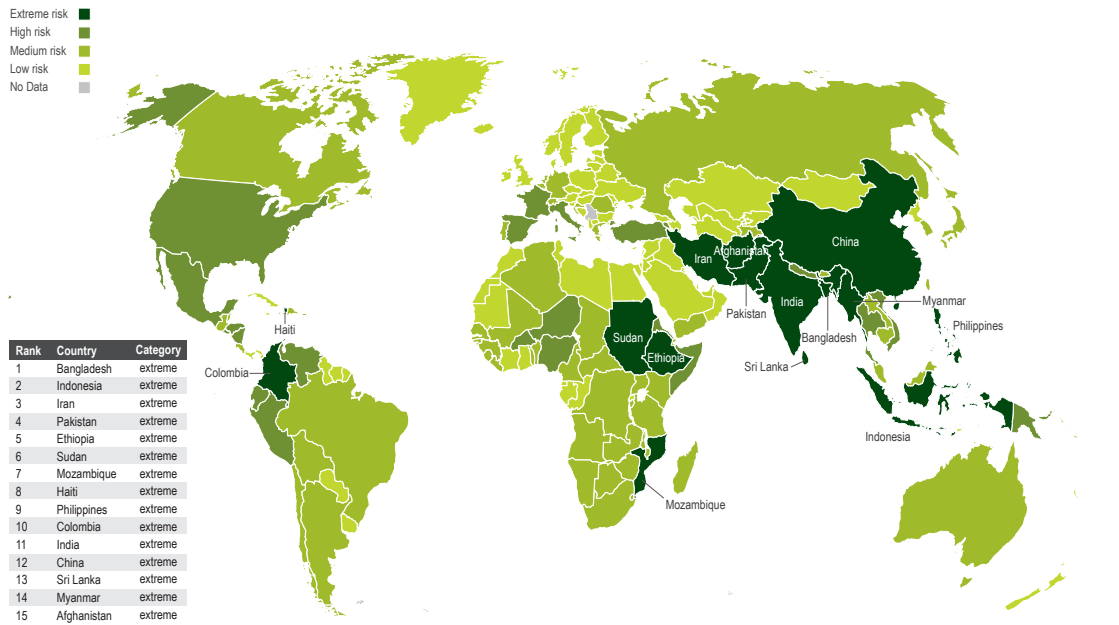 Extreme risk
High risk
Medium risk
Low risk
No Data
China
Afghanistan
Iran
India
Myanmar
Pakistan
Philippines
Haiti
Sudan
Bangladesh
Ethiopia
Sri Lanka
Colombia
Indonesia
Mozambique
Rank Country Category
1 Bangladesh extreme
2 Indonesia extreme
3 Iran extreme
4 Pakistan extreme
5 Ethiopia extreme
6 Sudan extreme
7 Mozambique extreme
8 Haiti extreme
9 Philippines extreme
10 Colombia extreme
11 India extreme
12 China extreme
13 Sri Lanka extreme
14 Myanmar extreme
15 Afghanistan extreme